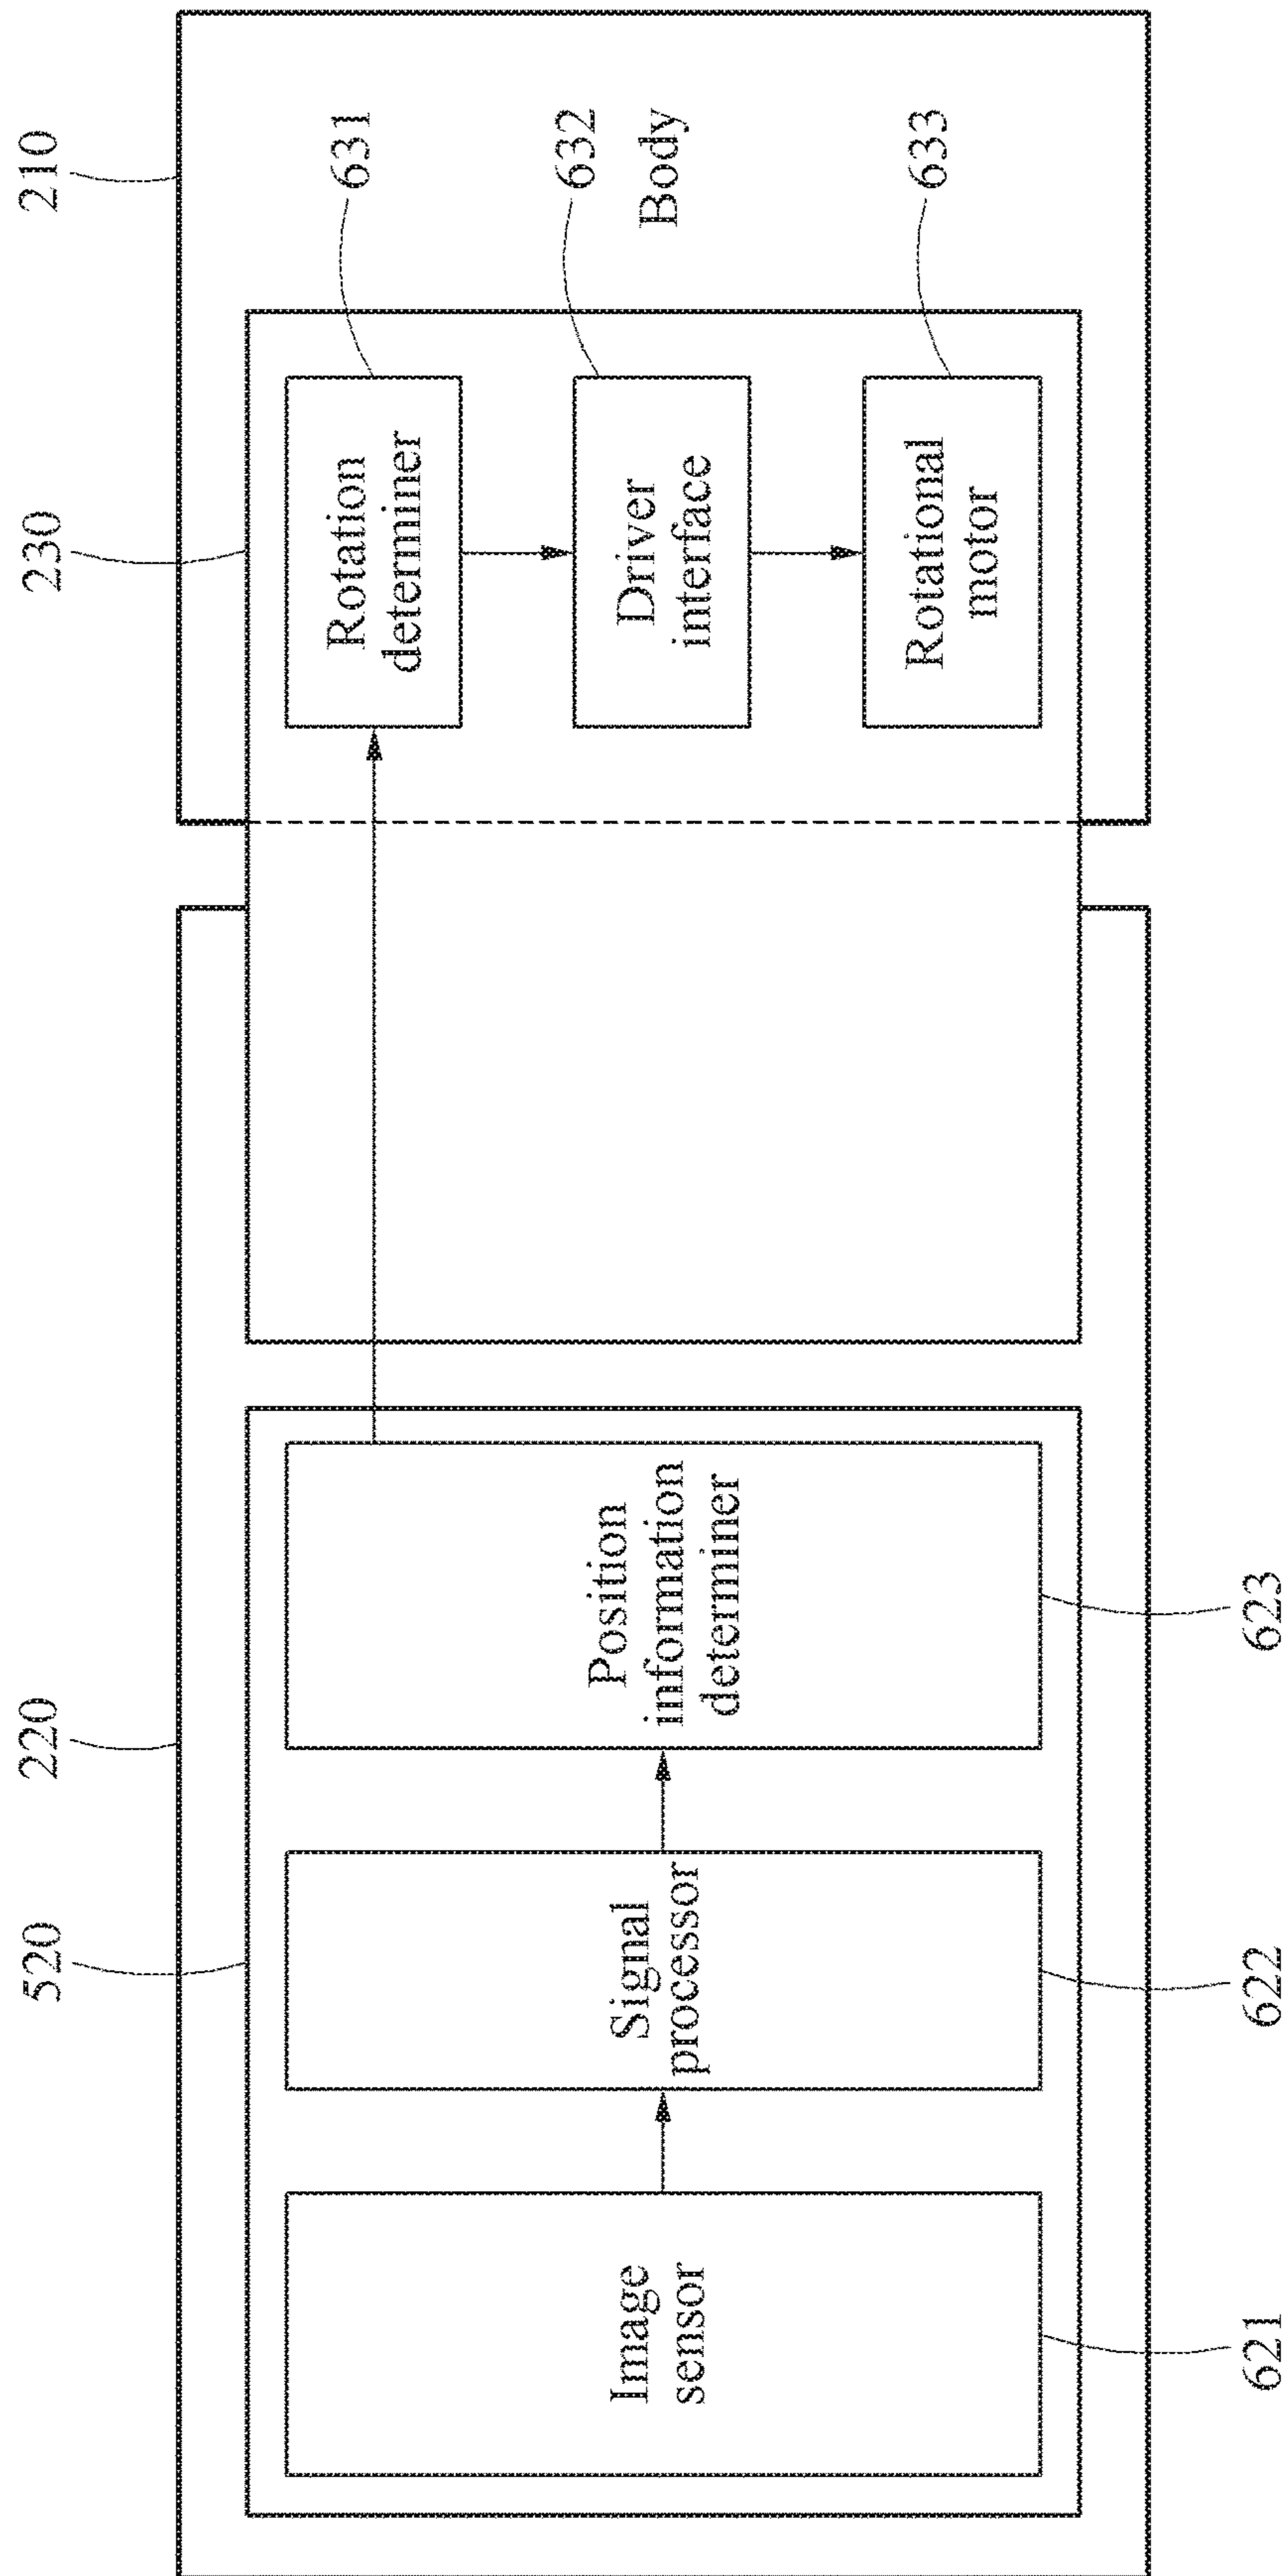 520
220
230
210
Image
sensor
Signal
processor
Position
information
determiner
Rotation
determiner
631
Driver
interface
632
Body
Rotational
motor
633
621
622
623